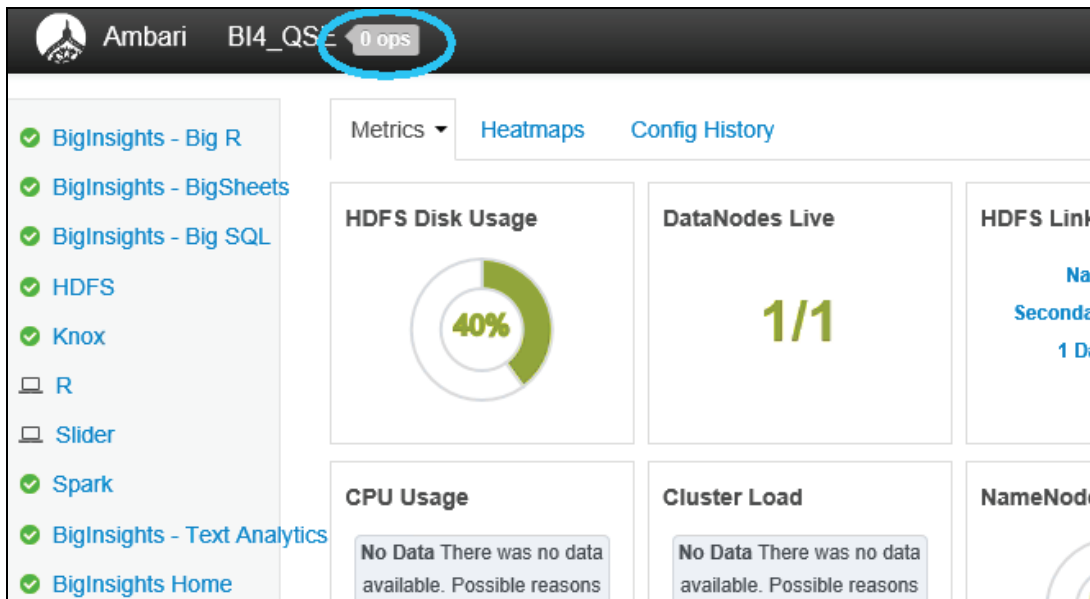 Ambari BI4_QSE 0 ops
Metrics Heatmaps Config History
BigInsights - Big R
BigInsights - BigSheets
BigInsights - Big SQL
HDFS
Knox
R
Slider
Spark
BigInsights - Text Analytics
BigInsights Home
HDFS Disk Usage
40%
DataNodes Live
1/1
HDFS
1
CPU Usage
No Data There was no data
available. Possible reasons
Cluster Load
No Data There was no data
available. Possible reasons